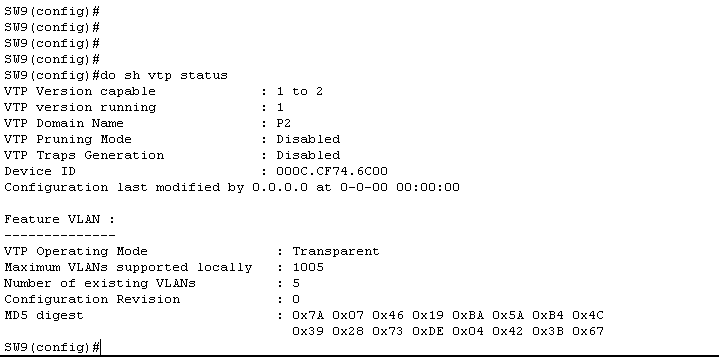 SW9(config)#
SW9(config)#
SW9(config)#
SW9(config)#
SW9(config)#do sh vtp status
VTP Version capable : 1 to 2
VTP version running : 1
VTP Domain Name : P2
VTP Pruning Mode : Disabled
VTP Traps Generation : Disabled
Device ID : 000C.CF74.6C00
Configuration last modified by 0.0.0.0 at 0-0-00 00:00:00
Feature VLAN :
--------------
VTP Operating Mode : Transparent
Maximum VLANs supported locally : 1005
Number of existing VLANs : 5
Configuration Revision : 0
MD5 digest : 0x7A 0x07 0x46 0x19 0xBA 0x5A 0xB4 0x4C
0x39 0x28 0x73 0xDE 0x04 0x42 0x3B 0x67
SW9(config)#